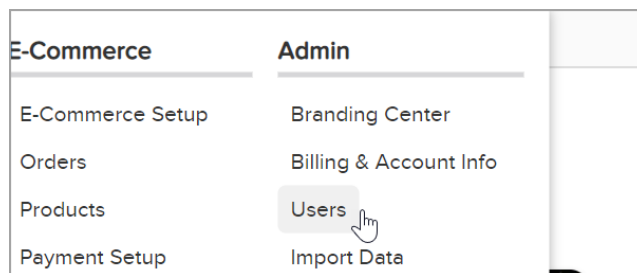 E-Commerce
E-Commerce Setup
Orders
Products
Payment Setup
Admin
Branding Center
Billing & Account Info
Users
Import Data